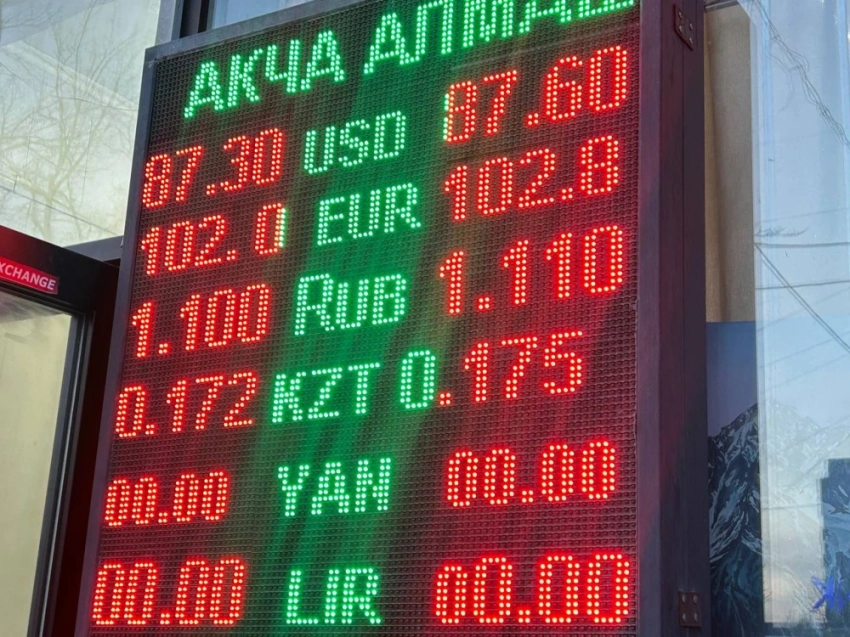 АКЧА АЛМАШ
87.30 USD 87.60
102.0 EUR 102.8
1.100 RUB 1.110
EXCHANGE
0.172 KZT 0.175
00.00 YAN 00.00
00.00 LIR 00.00